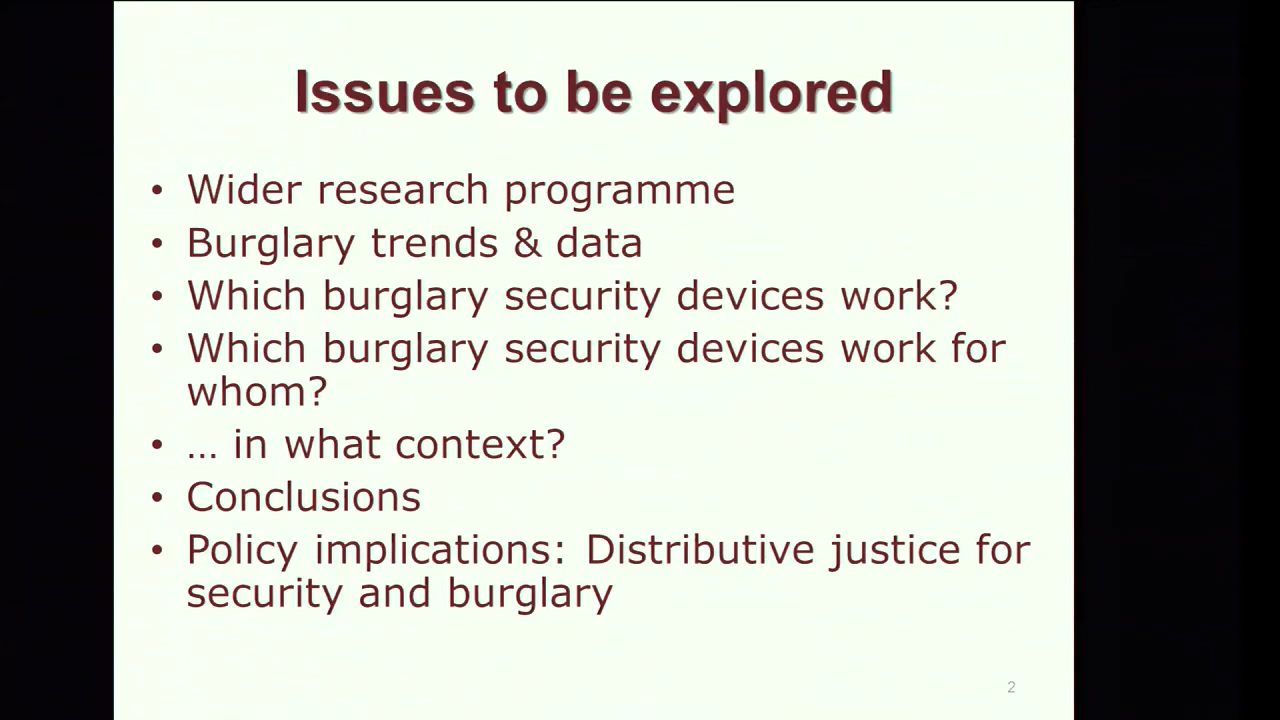 Issues to be explored
• Wider research programme
• Burglary trends & data
• Which burglary security devices work?
• Which burglary security devices work for
whom?
• … in what context?
• Conclusions
• Policy implications: Distributive justice for
security and burglary
2